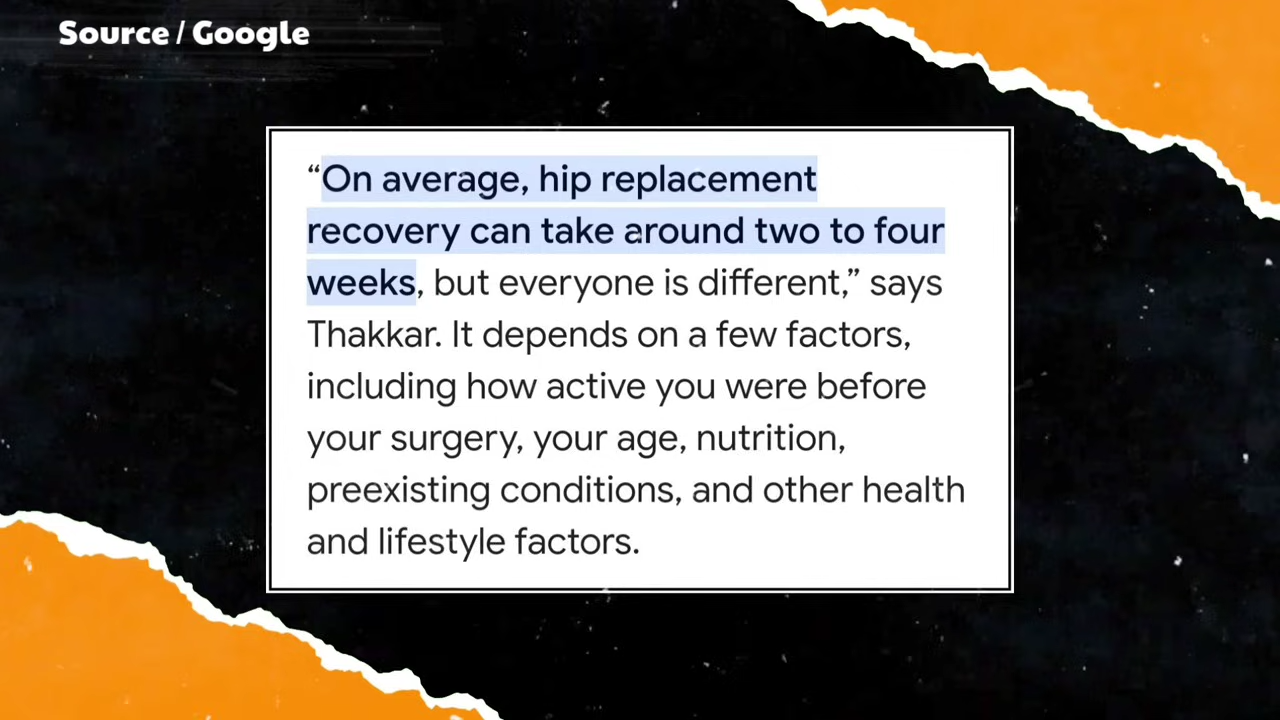 Source / Google
“On average, hip replacement
recovery can take around two to four
weeks, but everyone is different,” says
Thakkar. It depends on a few factors,
including how active you were before
your surgery, your age, nutrition,
preexisting conditions, and other health
and lifestyle factors.